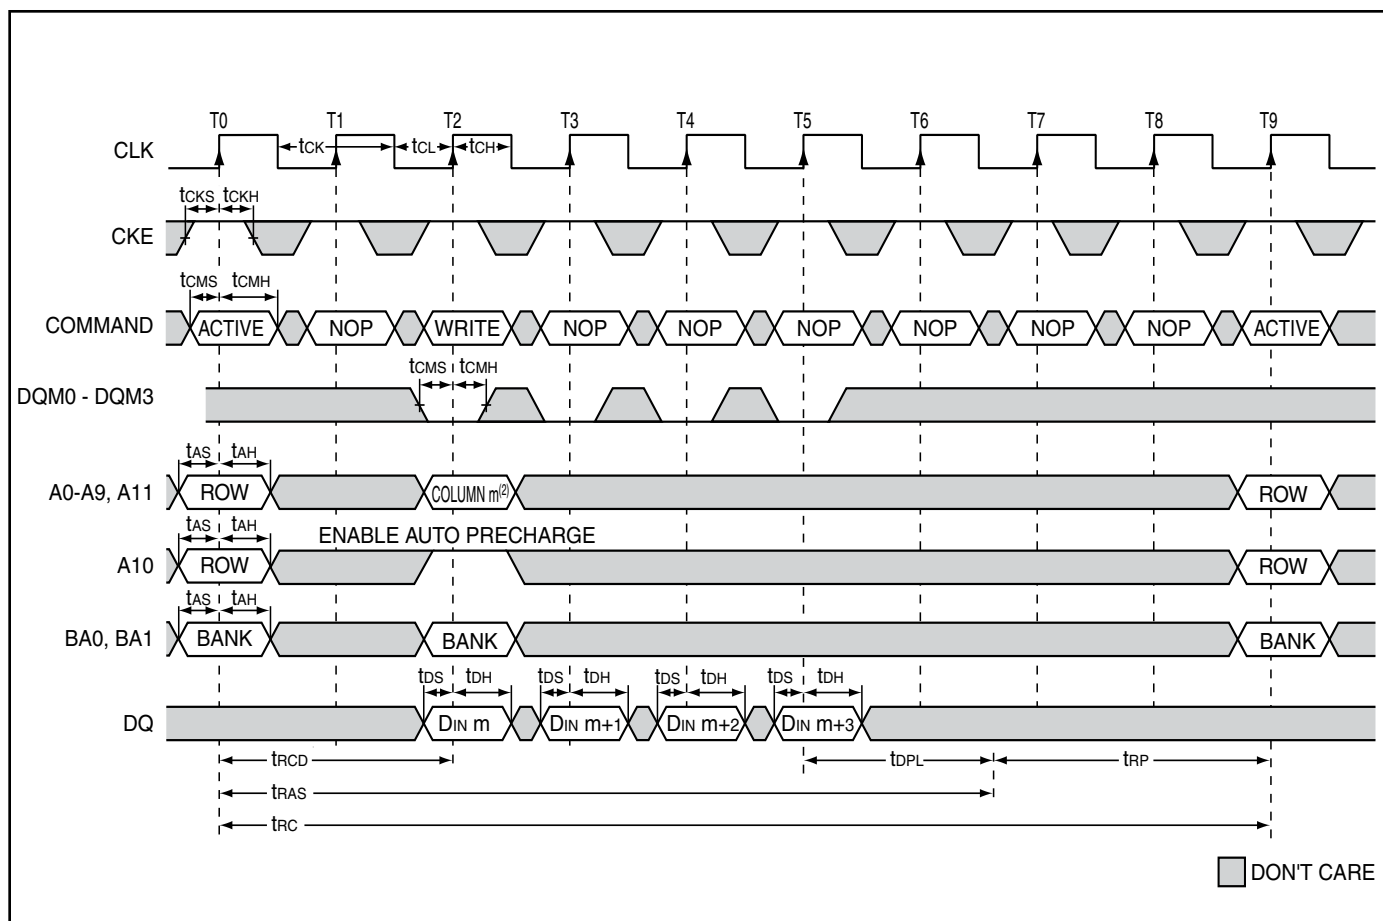 T0 T1 T2 T3 T4 T5 T6 T7 T8 T9
CLK tCK tCL tCH
tCKS tCKH
CKE
tCMS tCMH
COMMAND ACTIVE NOP WRITE NOP NOP NOP NOP NOP NOP ACTIVE
tCMS tCMH
DQM0 - DQM3
tAS tAH
A0-A9, A11 ROW COLUMN m(2) ROW
tAS tAH ENABLE AUTO PRECHARGE
A10 ROW ROW
tAS tAH
BA0, BA1 BANK BANK BANK
tDS tDH tDS tDH tDS tDH tDS tDH
DQ DIN m DIN m+1 DIN m+2 DIN m+3
tRCD tDPL tRP
tRAS
tRC
DON'T CARE